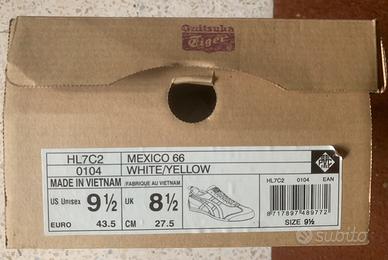 Onitsuka
Tiger
HL7C2 MEXICO 66
0104 WHITE/YELLOW
MADE IN VIETNAM FABRIQUE AU VIETNAM
US Unisex 9½ UK 8½
EURO 43.5 CM 27.5
HL7C2 0104 EAN
8717897489772
SIZE 9½
subito